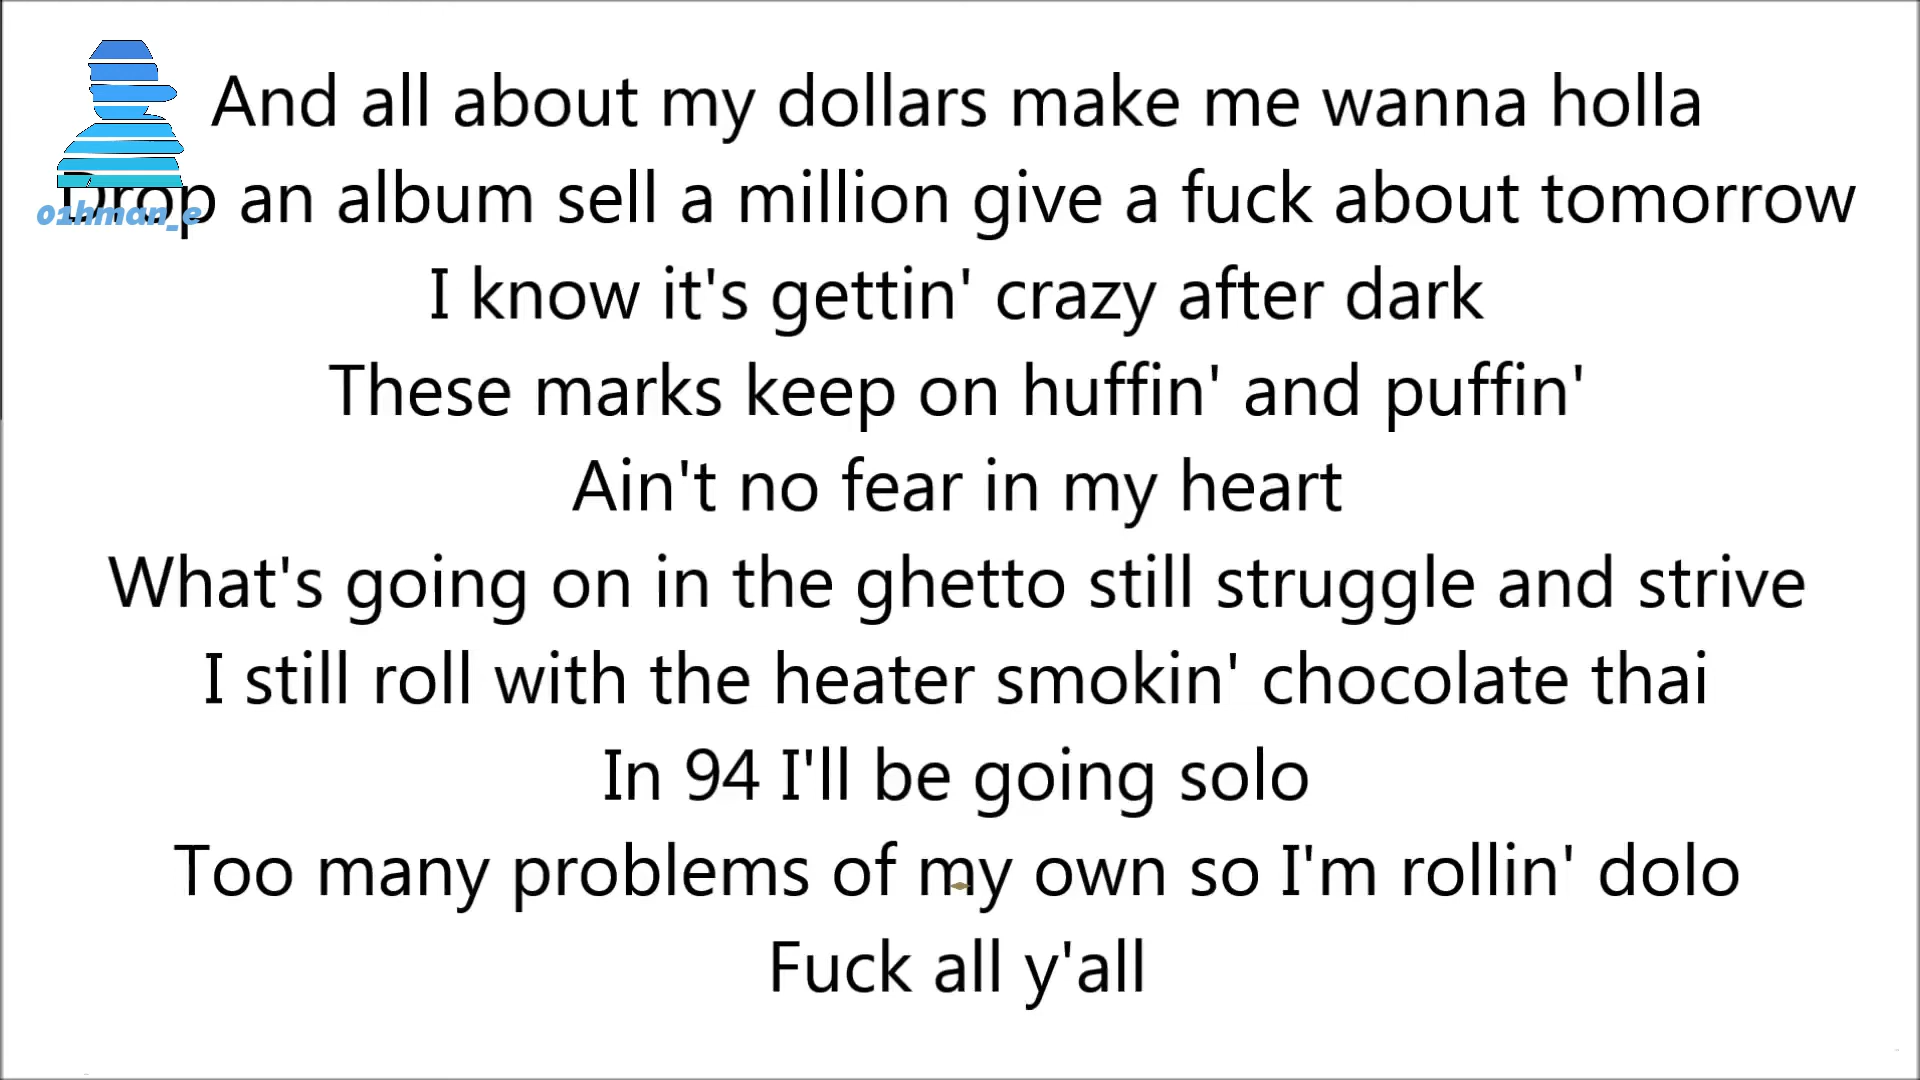 And all about my dollars make me wanna holla
Drop an album sell a million give a fuck about tomorrow
I know it's gettin' crazy after dark
These marks keep on huffin' and puffin'
Ain't no fear in my heart
What's going on in the ghetto still struggle and strive
I still roll with the heater smokin' chocolate thai
In 94 I'll be going solo
Too many problems of my own so I'm rollin' dolo
Fuck all y'all
01hman_e